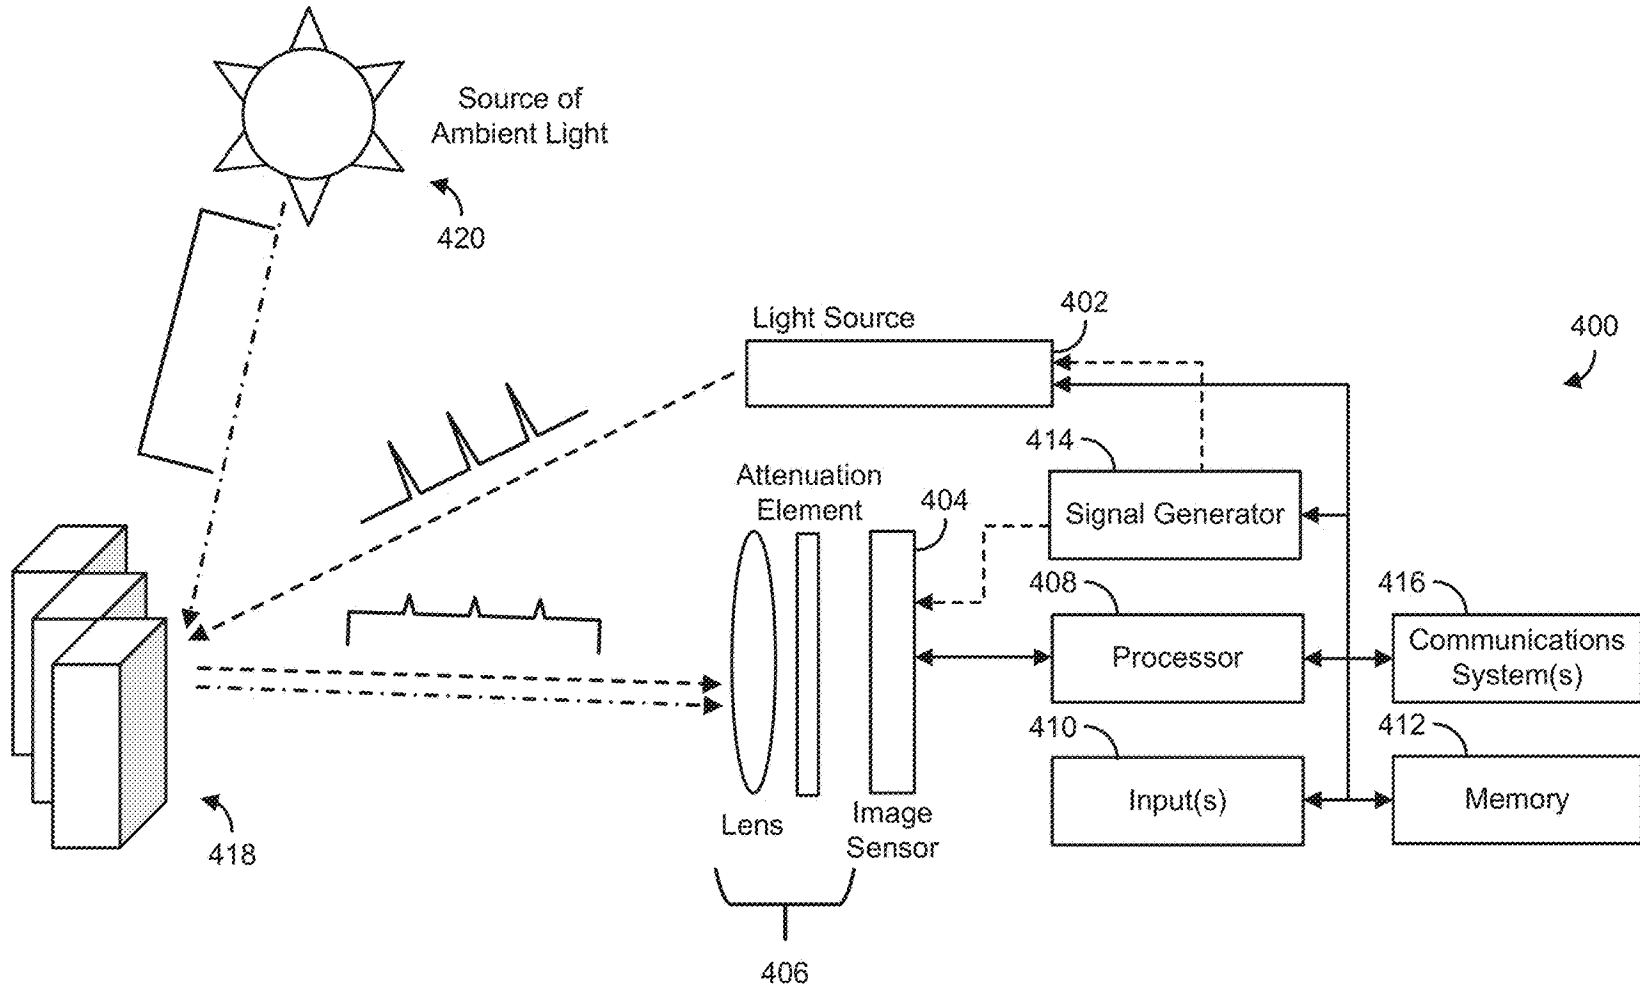 Source of
Ambient Light
420
Light Source
402
400
414
Signal Generator
Attenuation
Element
404
408
Processor
416
Communications
System(s)
410
Input(s)
412
Memory
Lens
Image
Sensor
418
406